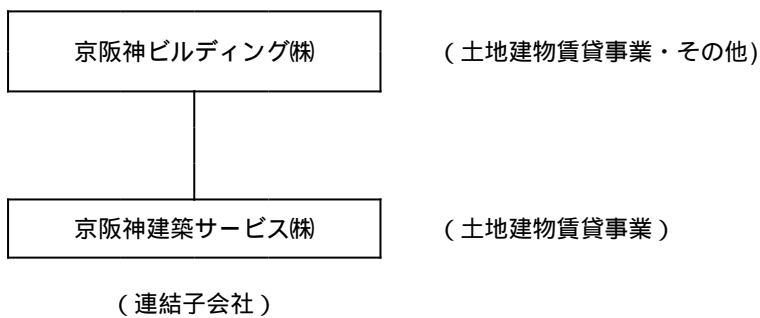 京阪神ビルディング㈱ (土地建物賃貸事業・その他)
京阪神建築サービス㈱ (土地建物賃貸事業)
(連結子会社)